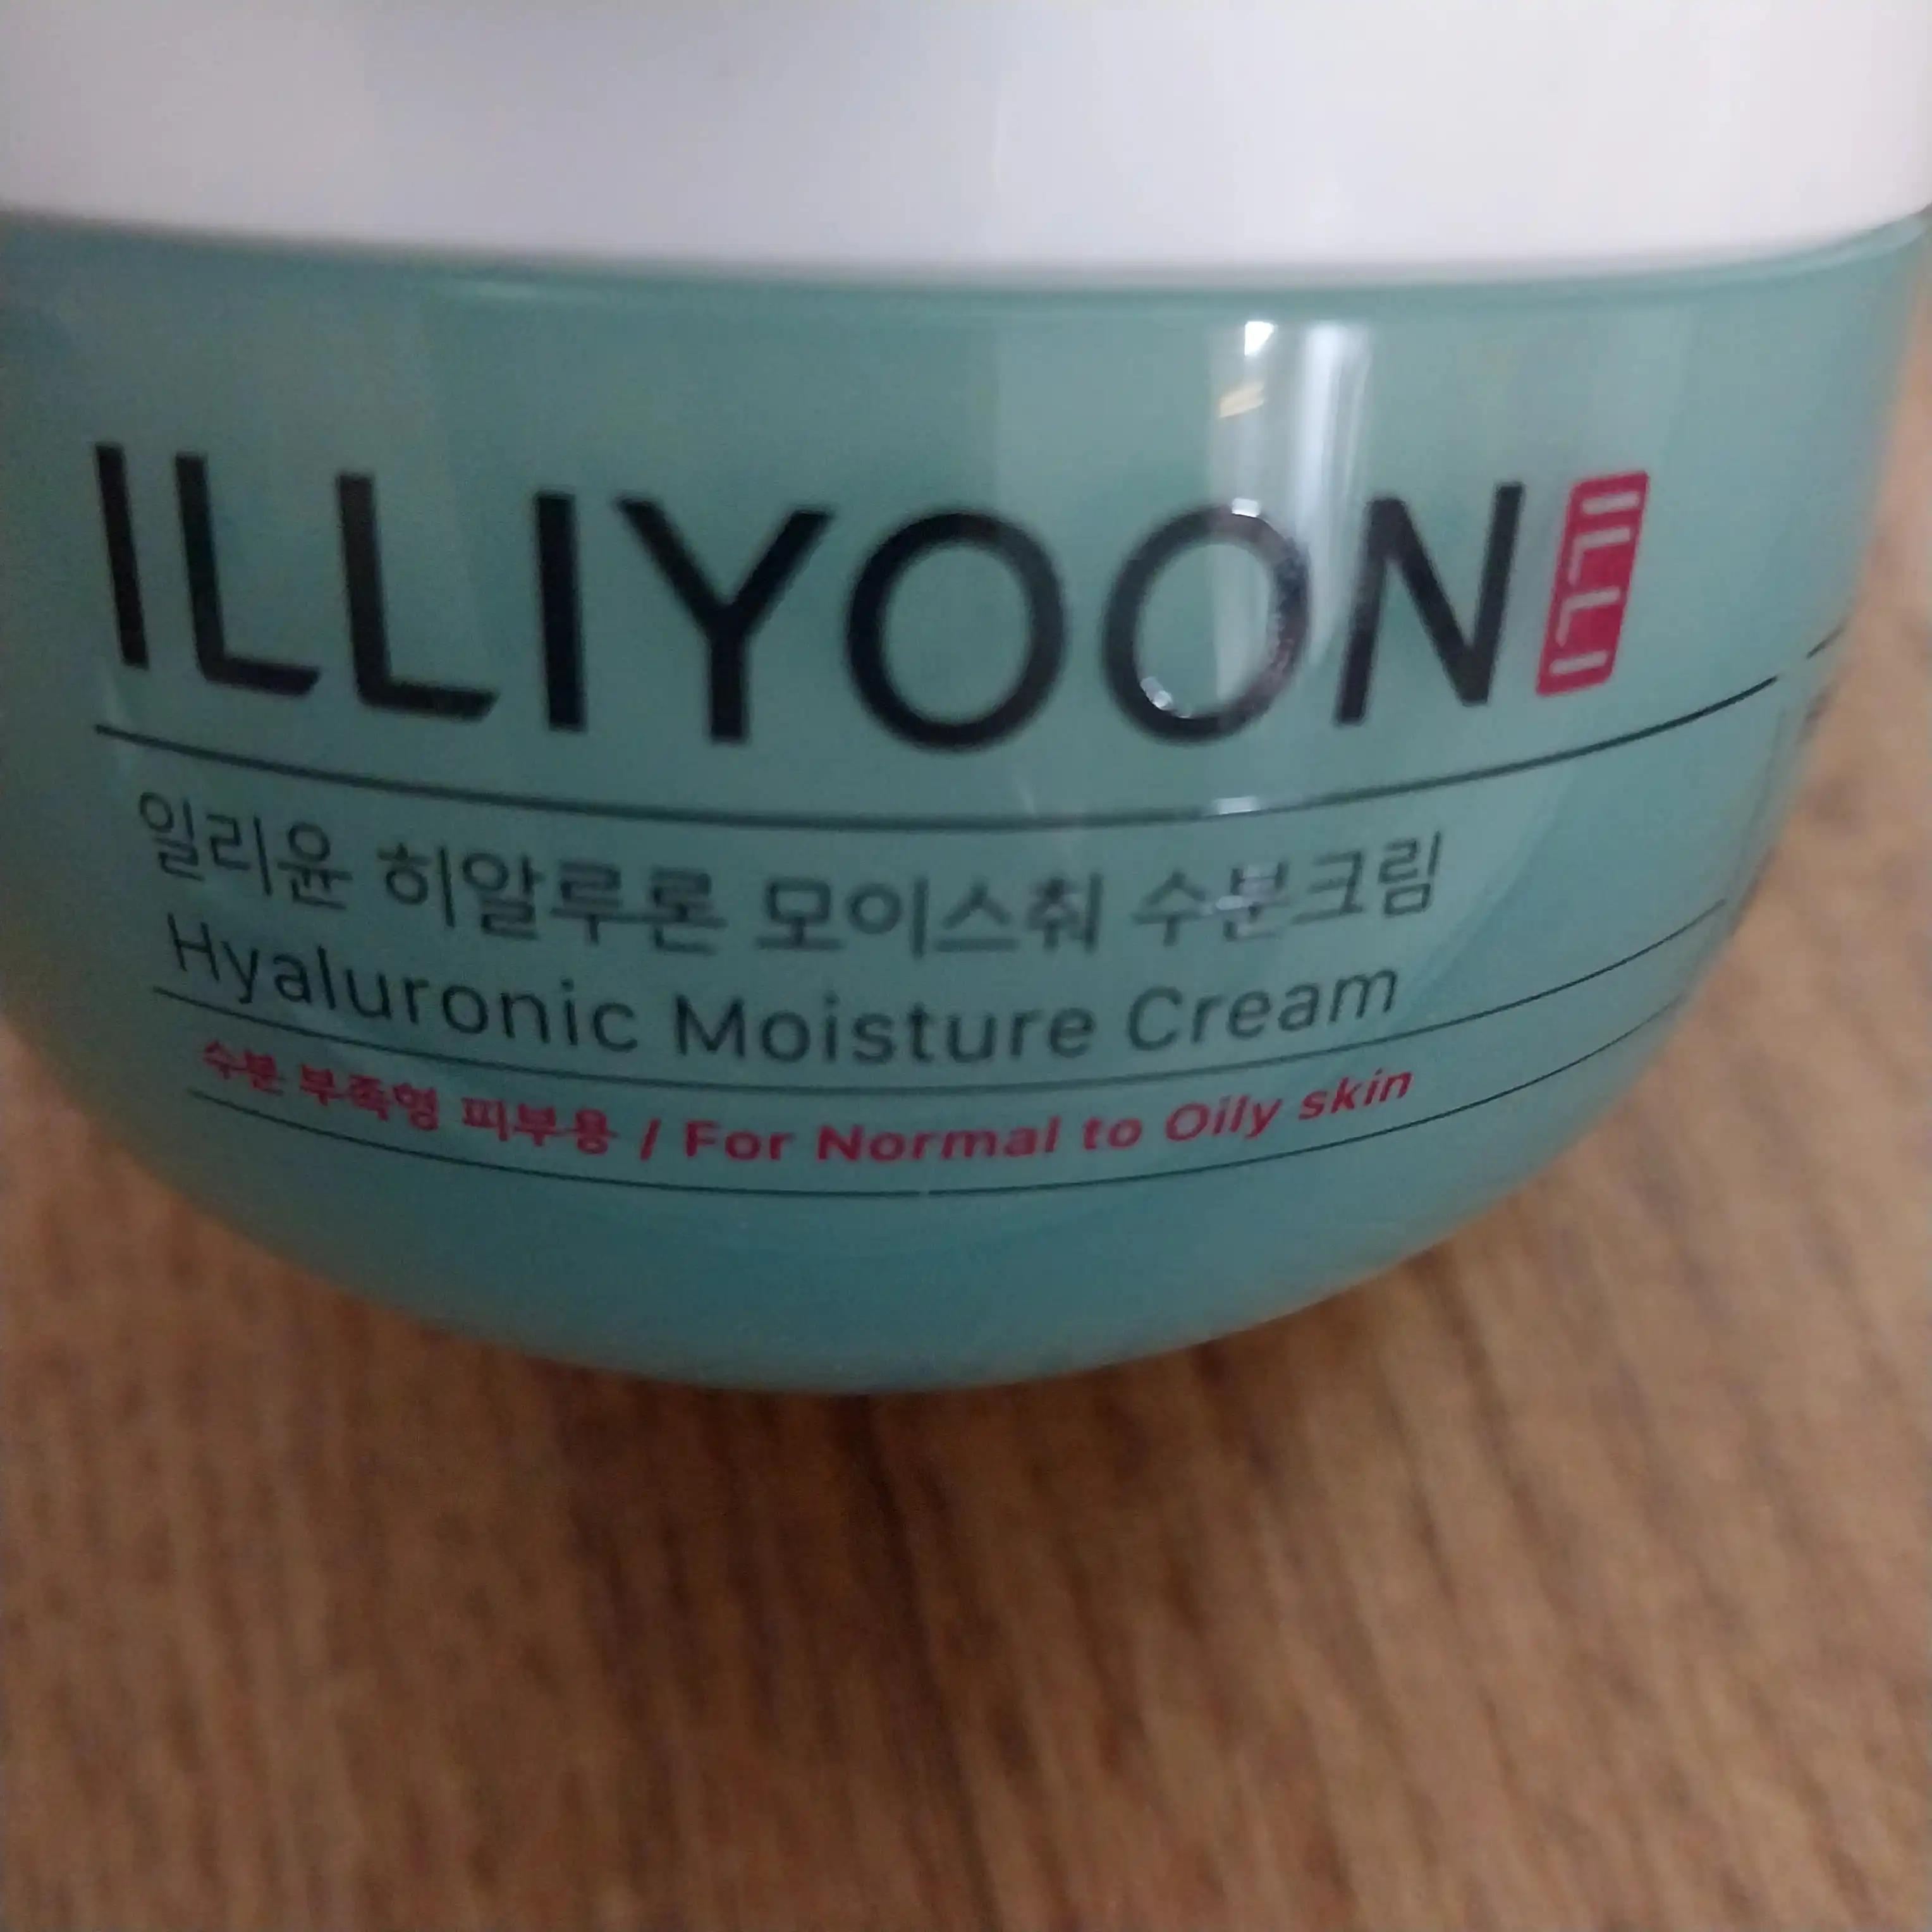 ILLIYOON ILLI
일리윤 히알루론 모이스춰 수분크림
Hyaluronic Moisture Cream
수분 부족형 피부용 / For Normal to Oily skin